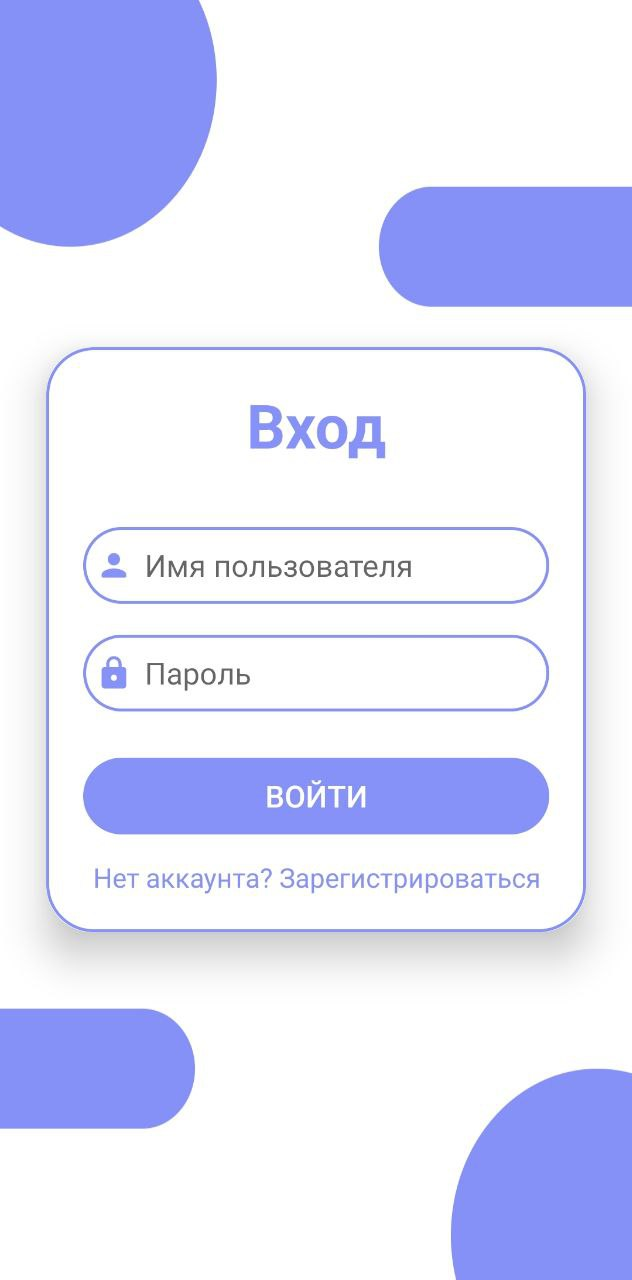 Вход
Имя пользователя
Пароль
ВОЙТИ
Нет аккаунта? Зарегистрироваться